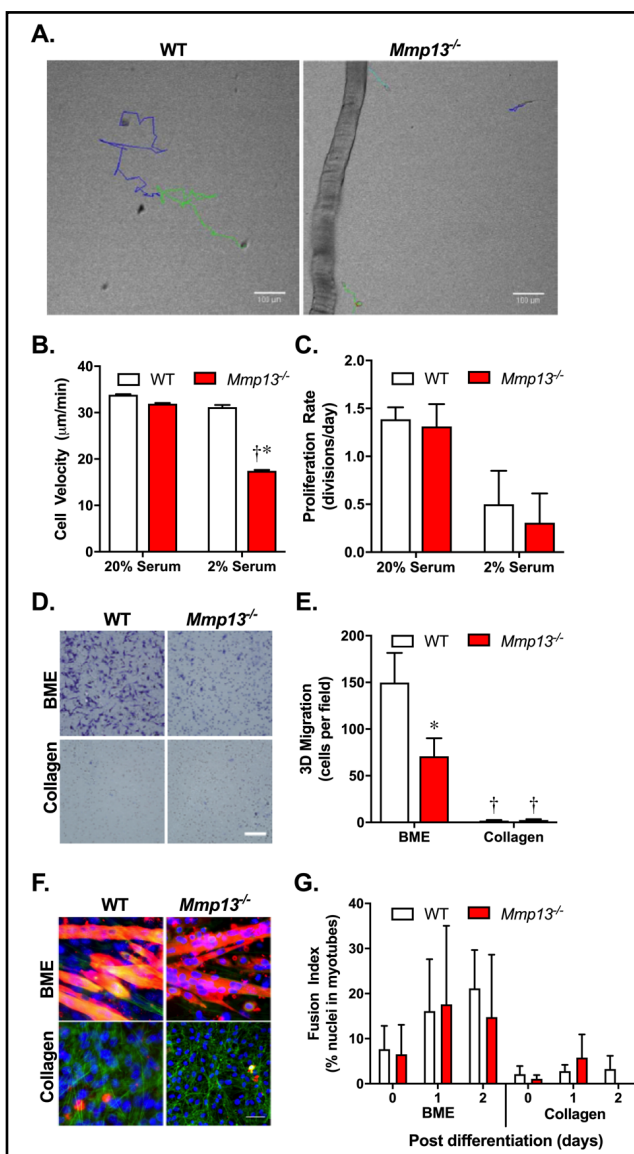 A.
WT Mmp13-/-
100 µm 100 µm
B.
WT Mmp13-/-
Cell Velocity (µm/min)
40
30
20
10
0
†*
20% Serum 2% Serum
C.
WT Mmp13-/-
Proliferation Rate
(divisions/day)
2.0
1.5
1.0
0.5
0.0
20% Serum 2% Serum
D.
WT Mmp13-/-
BME
Collagen
E.
WT Mmp13-/-
3D Migration
(cells per field)
200
150
100
50
0
*
† †
BME Collagen
F.
WT Mmp13-/-
BME
Collagen
G.
WT Mmp13-/-
Fusion Index
(% nuclei in myotubes)
40
30
20
10
0
0 1 2 0 1 2
BME Collagen
Post differentiation (days)